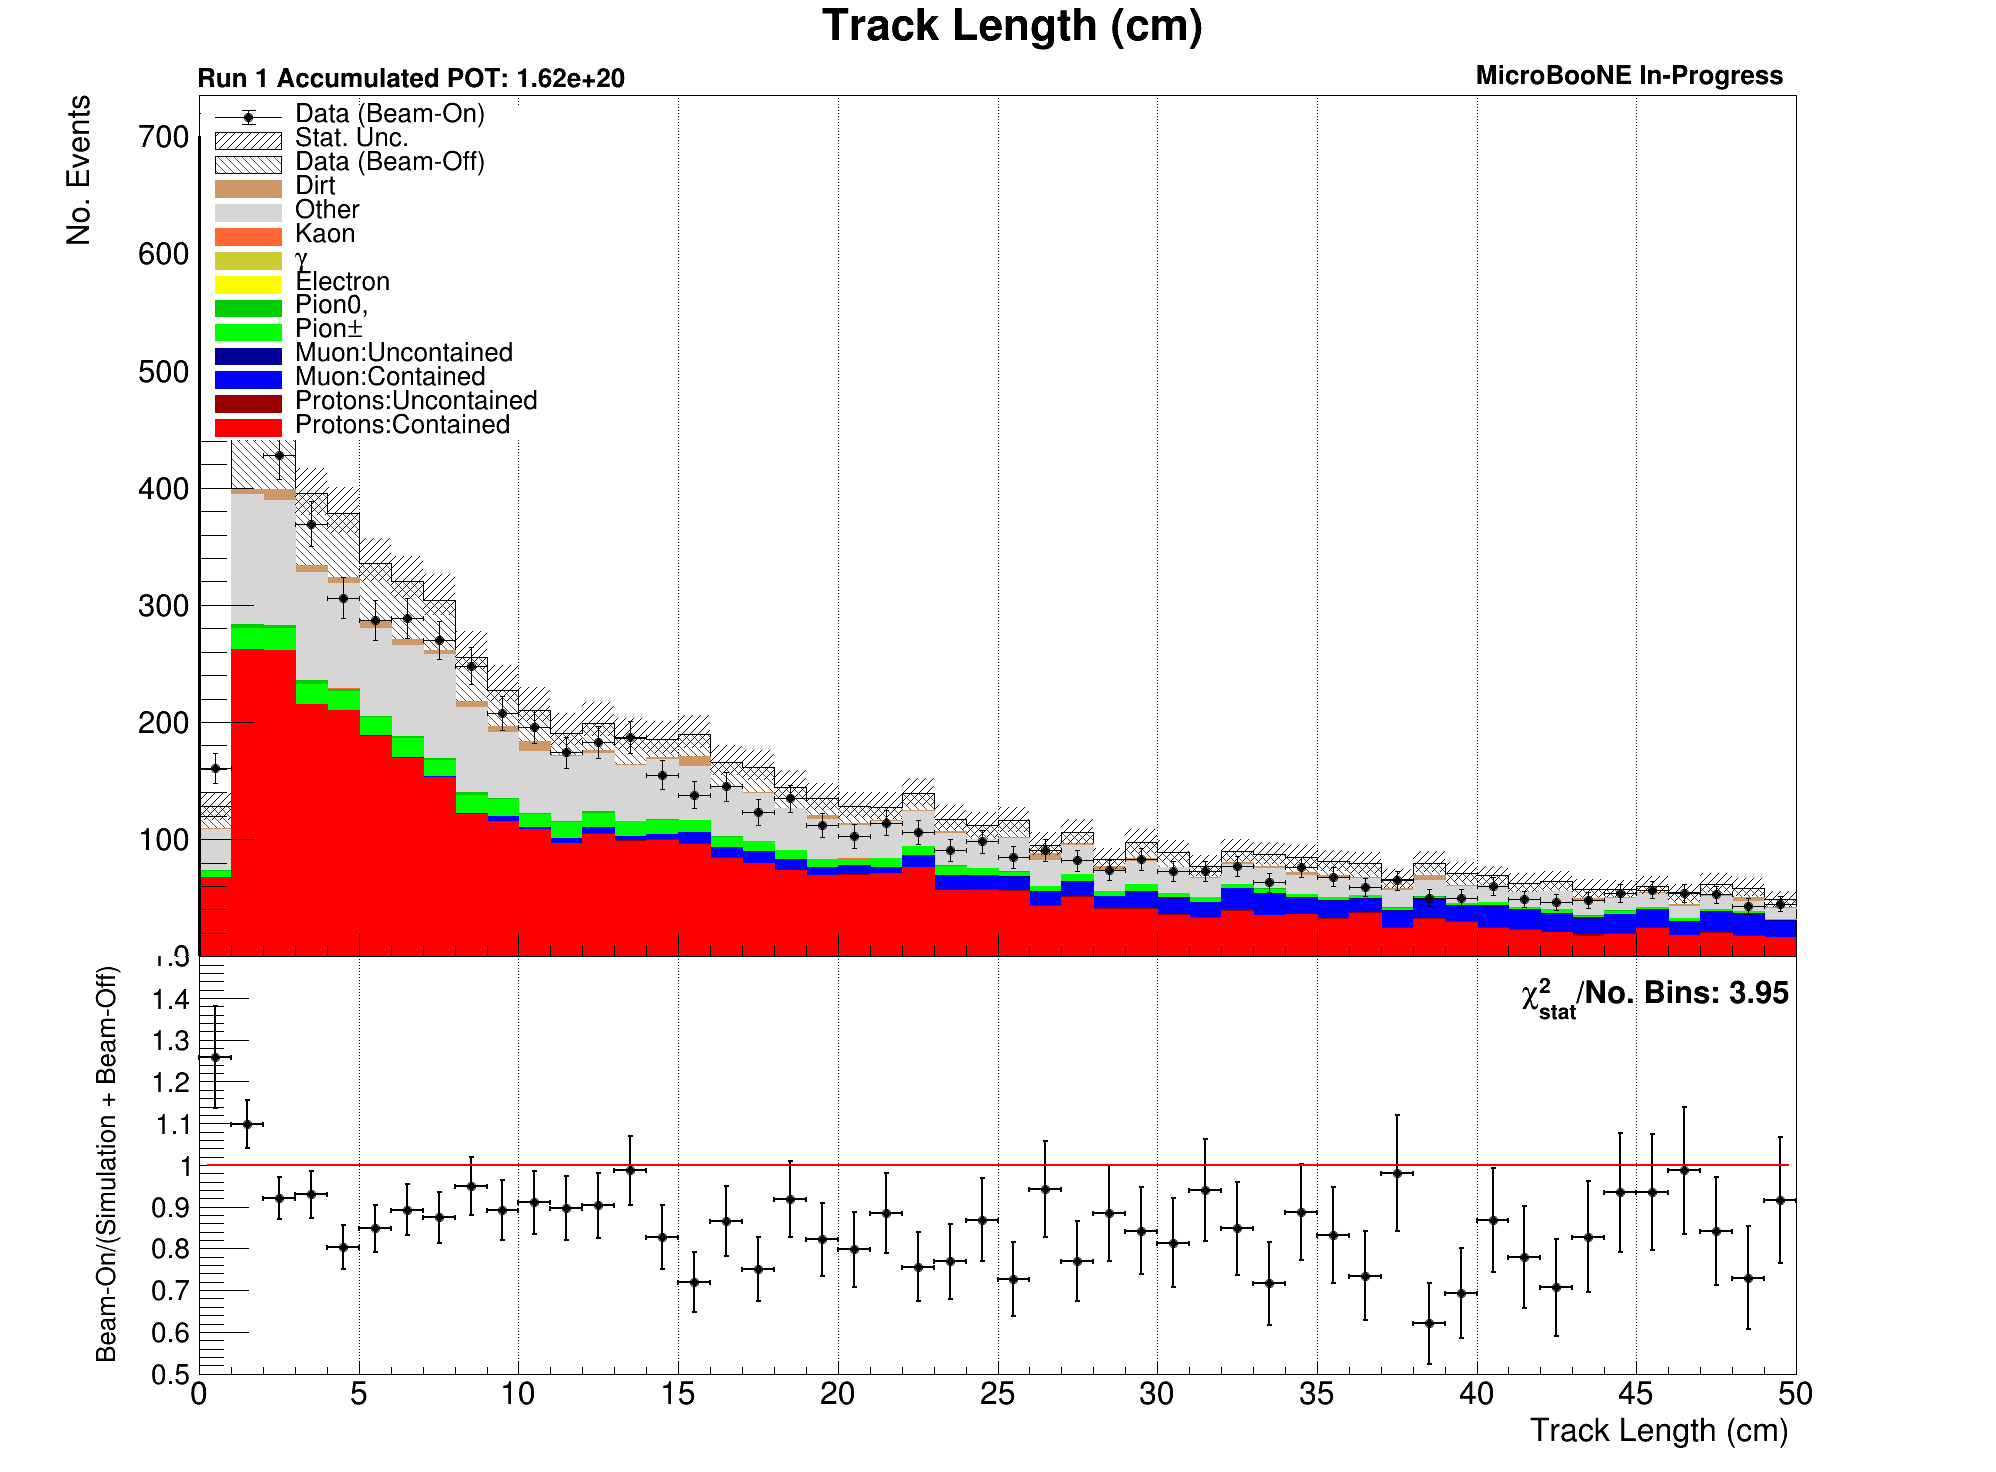 Track Length (cm)
Run 1 Accumulated POT: 1.62e+20
MicroBooNE In-Progress
No. Events
700
600
500
400
300
200
100
0
Data (Beam-On)
Stat. Unc.
Data (Beam-Off)
Dirt
Other
Kaon
γ
Electron
Pion0,
Pion±
Muon:Uncontained
Muon:Contained
Protons:Uncontained
Protons:Contained
Beam-On/(Simulation + Beam-Off)
χ²stat/No. Bins: 3.95
1.4
1.3
1.2
1.1
1
0.9
0.8
0.7
0.6
0.5
0 5 10 15 20 25 30 35 40 45 50
Track Length (cm)